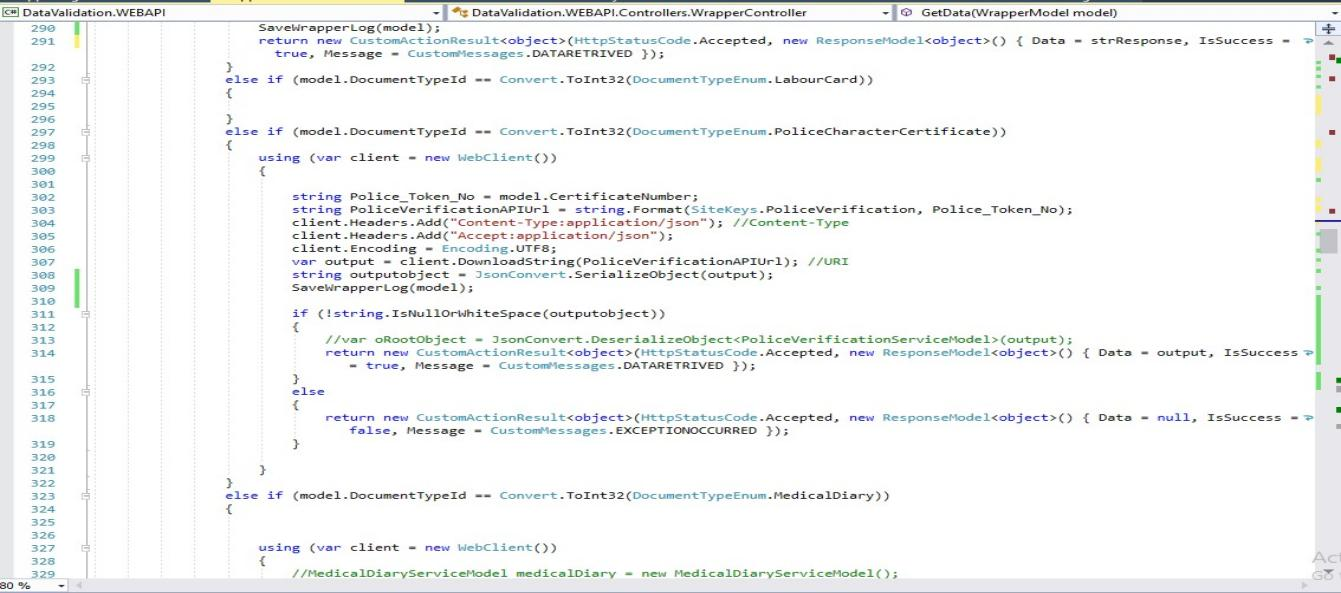 DataValidation.WEBAPI
DataValidation.WEBAPI.Controllers.WrapperController
GetData(WrapperModel model)
290 SaveWrapperLog(model);
291 return new CustomActionResult<object>(HttpStatusCode.Accepted, new ResponseModel<object>() { Data = strResponse, IsSuccess =
true, Message = CustomMessages.DATARETRIVED });
292 }
293 else if (model.DocumentTypeId == Convert.ToInt32(DocumentTypeEnum.LabourCard))
294 {
295
296 }
297 else if (model.DocumentTypeId == Convert.ToInt32(DocumentTypeEnum.PoliceCharacterCertificate))
298 {
299 using (var client = new WebClient())
300 {
301
302 string Police_Token_No = model.CertificateNumber;
303 string PoliceVerificationAPIUrl = string.Format(SiteKeys.PoliceVerification, Police_Token_No);
304 client.Headers.Add("Content-Type:application/json"); //Content-Type
305 client.Headers.Add("Accept:application/json");
306 client.Encoding = Encoding.UTF8;
307 var output = client.DownloadString(PoliceVerificationAPIUrl); //URI
308 string outputobject = JsonConvert.SerializeObject(output);
309 SaveWrapperLog(model);
310
311 if (!string.IsNullOrWhiteSpace(outputobject))
312 {
313 //var oRootObject = JsonConvert.DeserializeObject<PoliceVerificationServiceModel>(output);
314 return new CustomActionResult<object>(HttpStatusCode.Accepted, new ResponseModel<object>() { Data = output, IsSuccess
= true, Message = CustomMessages.DATARETRIVED });
315 }
316 else
317 {
318 return new CustomActionResult<object>(HttpStatusCode.Accepted, new ResponseModel<object>() { Data = null, IsSuccess =
false, Message = CustomMessages.EXCEPTIONOCCURRED });
319 }
320
321 }
322 }
323 else if (model.DocumentTypeId == Convert.ToInt32(DocumentTypeEnum.MedicalDiary))
324 {
325
326
327 using (var client = new WebClient())
328 {
329 //MedicalDiaryServiceModel medicalDiary = new MedicalDiaryServiceModel();
80 %